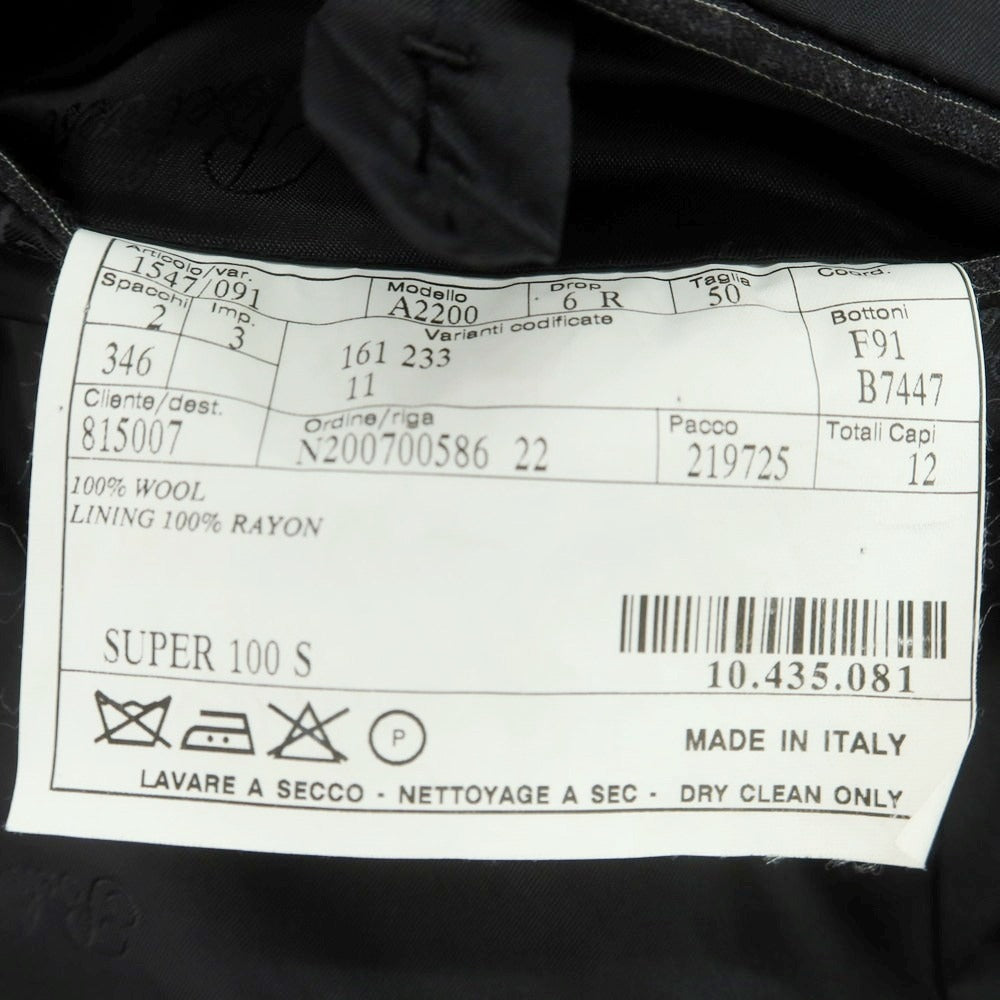 Articolo/var. Modello Drop Taglia Coord.
1547/091 A2200 6 R 50
Spacchi Imp. Varianti codificate Bottoni
2 3 161 233 F91
346 11 B7447
Cliente/dest. Ordine/riga Pacco Totali Capi
815007 N200700586 22 219725 12
100% WOOL
LINING 100% RAYON
SUPER 100 S
10.435.081
P
MADE IN ITALY
LAVARE A SECCO - NETTOYAGE A SEC - DRY CLEAN ONLY